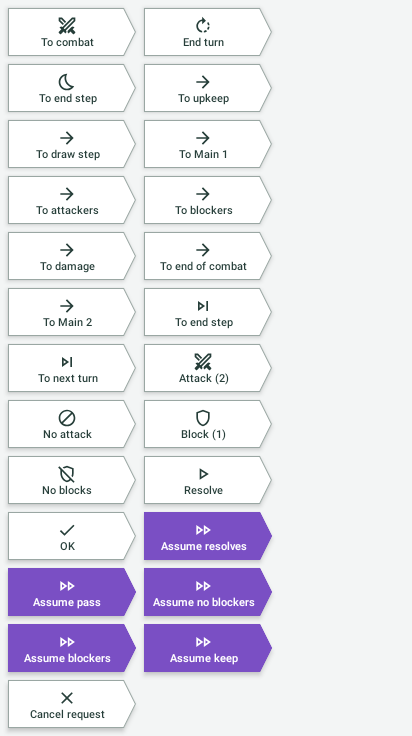 To combat
End turn
To end step
To upkeep
To draw step
To Main 1
To attackers
To blockers
To damage
To end of combat
To Main 2
To end step
To next turn
Attack (2)
No attack
Block (1)
No blocks
Resolve
OK
Assume resolves
Assume pass
Assume no blockers
Assume blockers
Assume keep
Cancel request